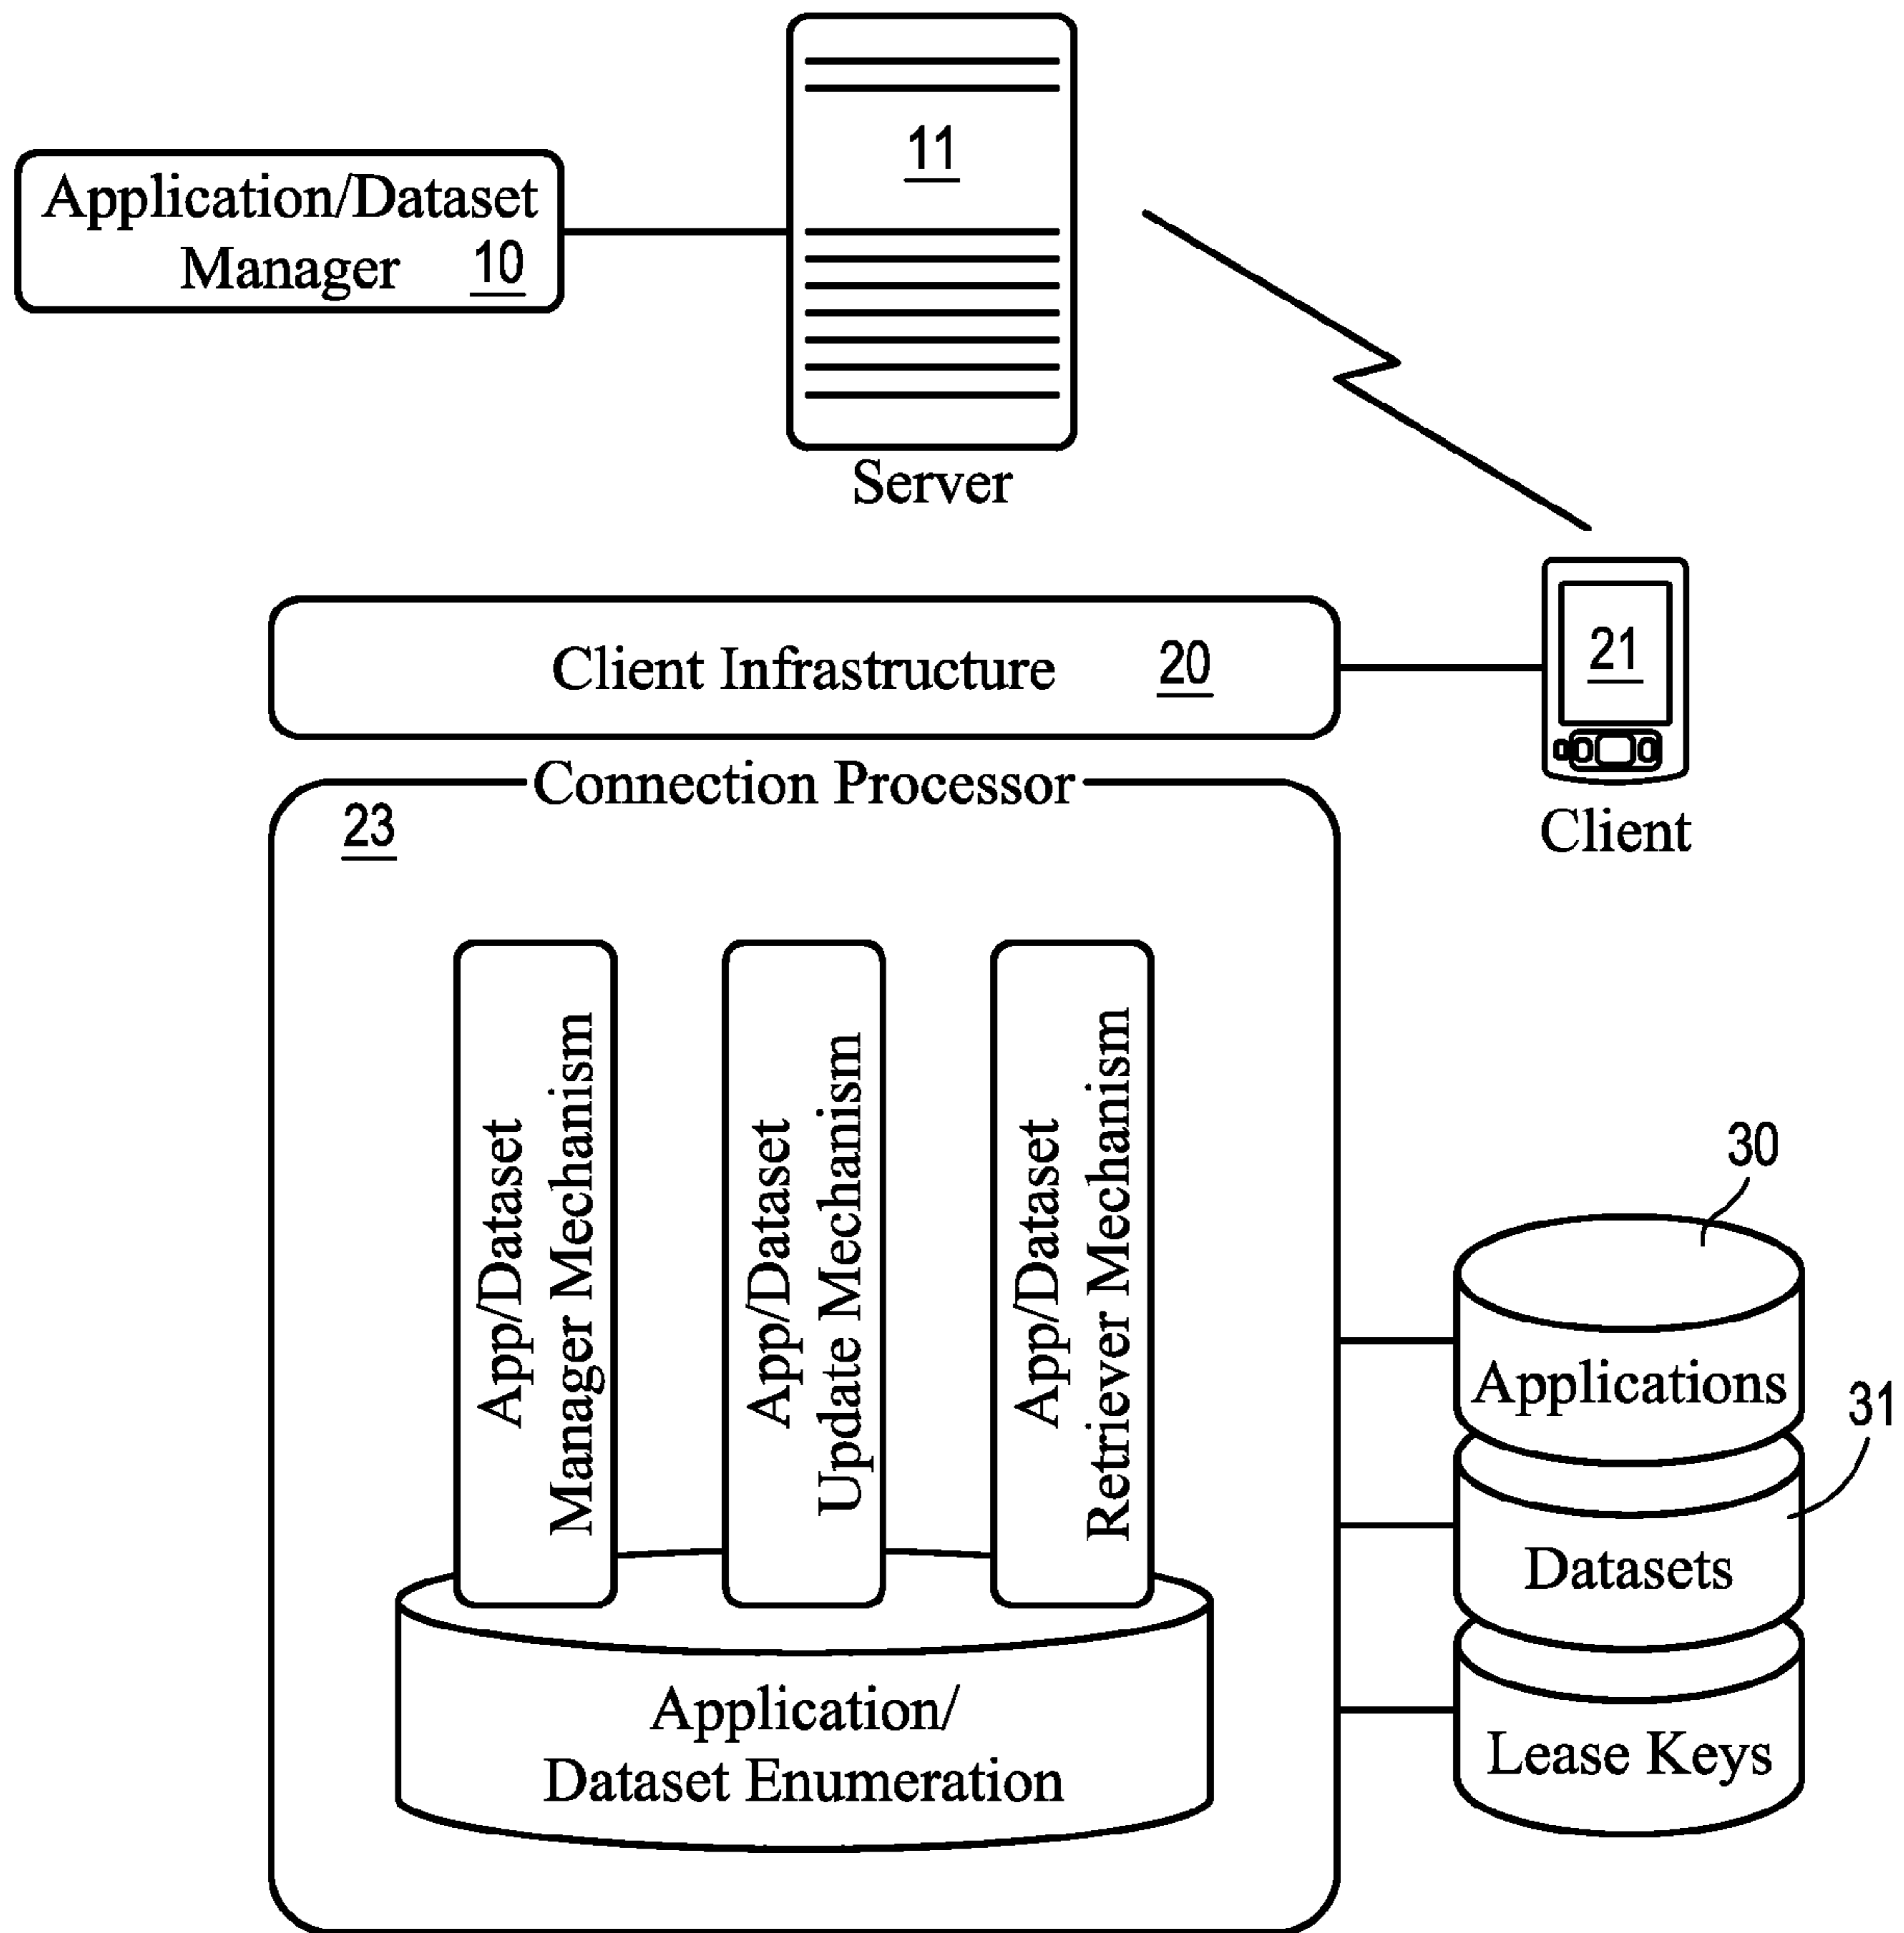 11
Application/Dataset
Manager 10
Server
Client Infrastructure 20
21
Connection Processor
23
Client
App/Dataset
Manager Mechanism
App/Dataset
Update Mechanism
App/Dataset
Retriever Mechanism
30
Applications
31
Datasets
Lease Keys
Application/
Dataset Enumeration